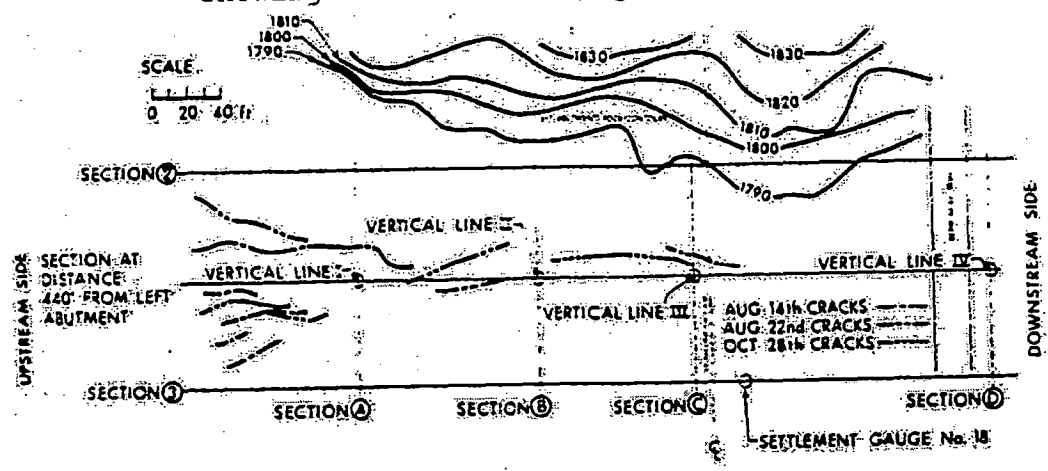 1810
1800
1790
1830
1830
SCALE
0 20 40 ft
1820
1810
1800
1790
SECTION 2
VERTICAL LINE II
UPSTREAM SIDE
SECTION AT
DISTANCE
440' FROM LEFT
ABUTMENT
VERTICAL LINE I
VERTICAL LINE III
VERTICAL LINE IV
DOWNSTREAM SIDE
AUG. 14th CRACKS
AUG. 22nd CRACKS
OCT. 28th CRACKS
SECTION 3
SECTION A
SECTION B
SECTION C
SECTION D
SETTLEMENT GAUGE No. 18